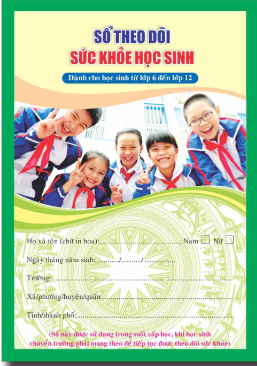 SỔ THEO DÕI
SỨC KHỎE HỌC SINH
Dành cho học sinh từ lớp 6 đến lớp 12
Họ và tên (chữ in hoa):........................ Nam □ Nữ □
Ngày tháng năm sinh: ......../......../........
Trường:........................
Xã/phường/huyện/quận:........................
Tỉnh/thành phố:........................
(Sổ này được sử dụng trong suốt cấp học, khi học sinh
chuyển trường phải mang theo để tiếp tục được theo dõi sức khỏe)